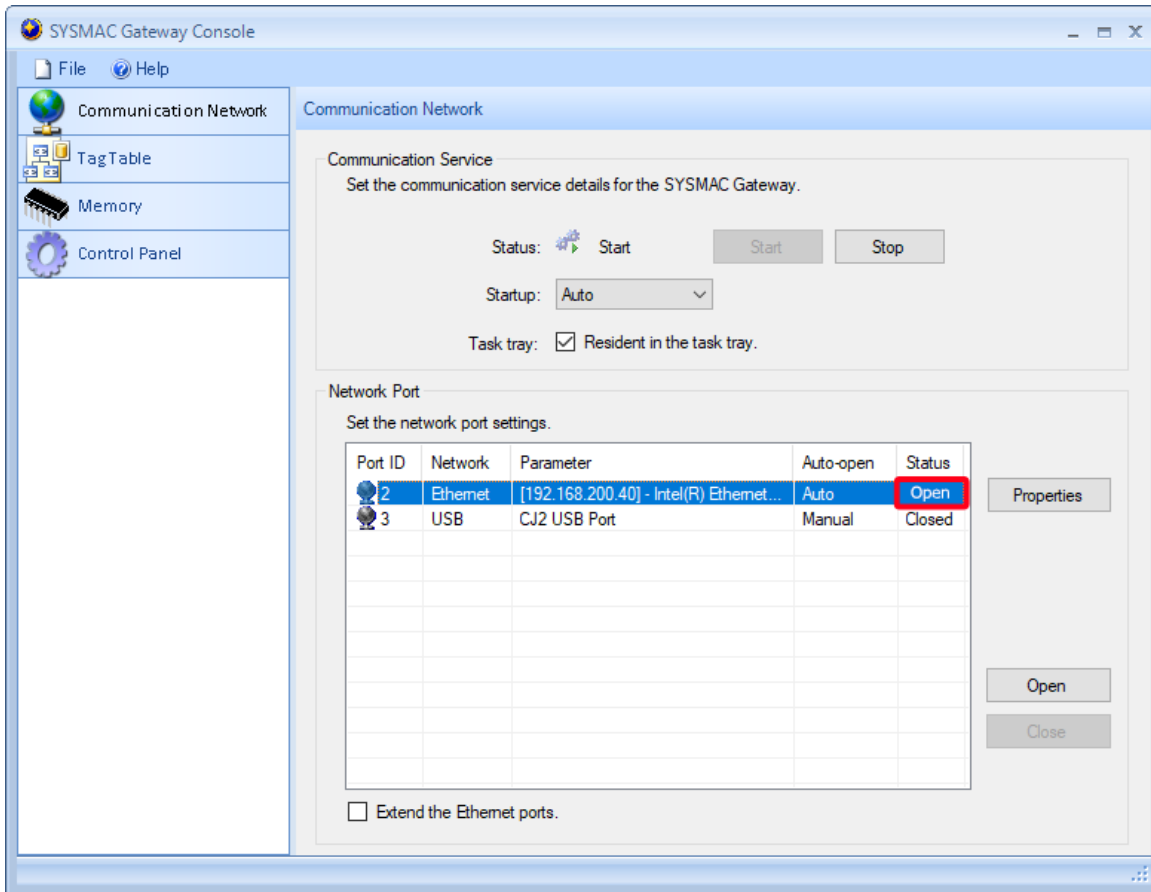 SYSMAC Gateway Console
File Help
Communication Network
TagTable
Memory
Control Panel
Communication Network
Communication Service
Set the communication service details for the SYSMAC Gateway.
Status: Start Start Stop
Startup: Auto
Task tray: Resident in the task tray.
Network Port
Set the network port settings.
Port ID Network Parameter Auto-open Status
2 Ethernet [192.168.200.40] - Intel(R) Ethernet... Auto Open
3 USB CJ2 USB Port Manual Closed
Properties
Open
Close
Extend the Ethernet ports.